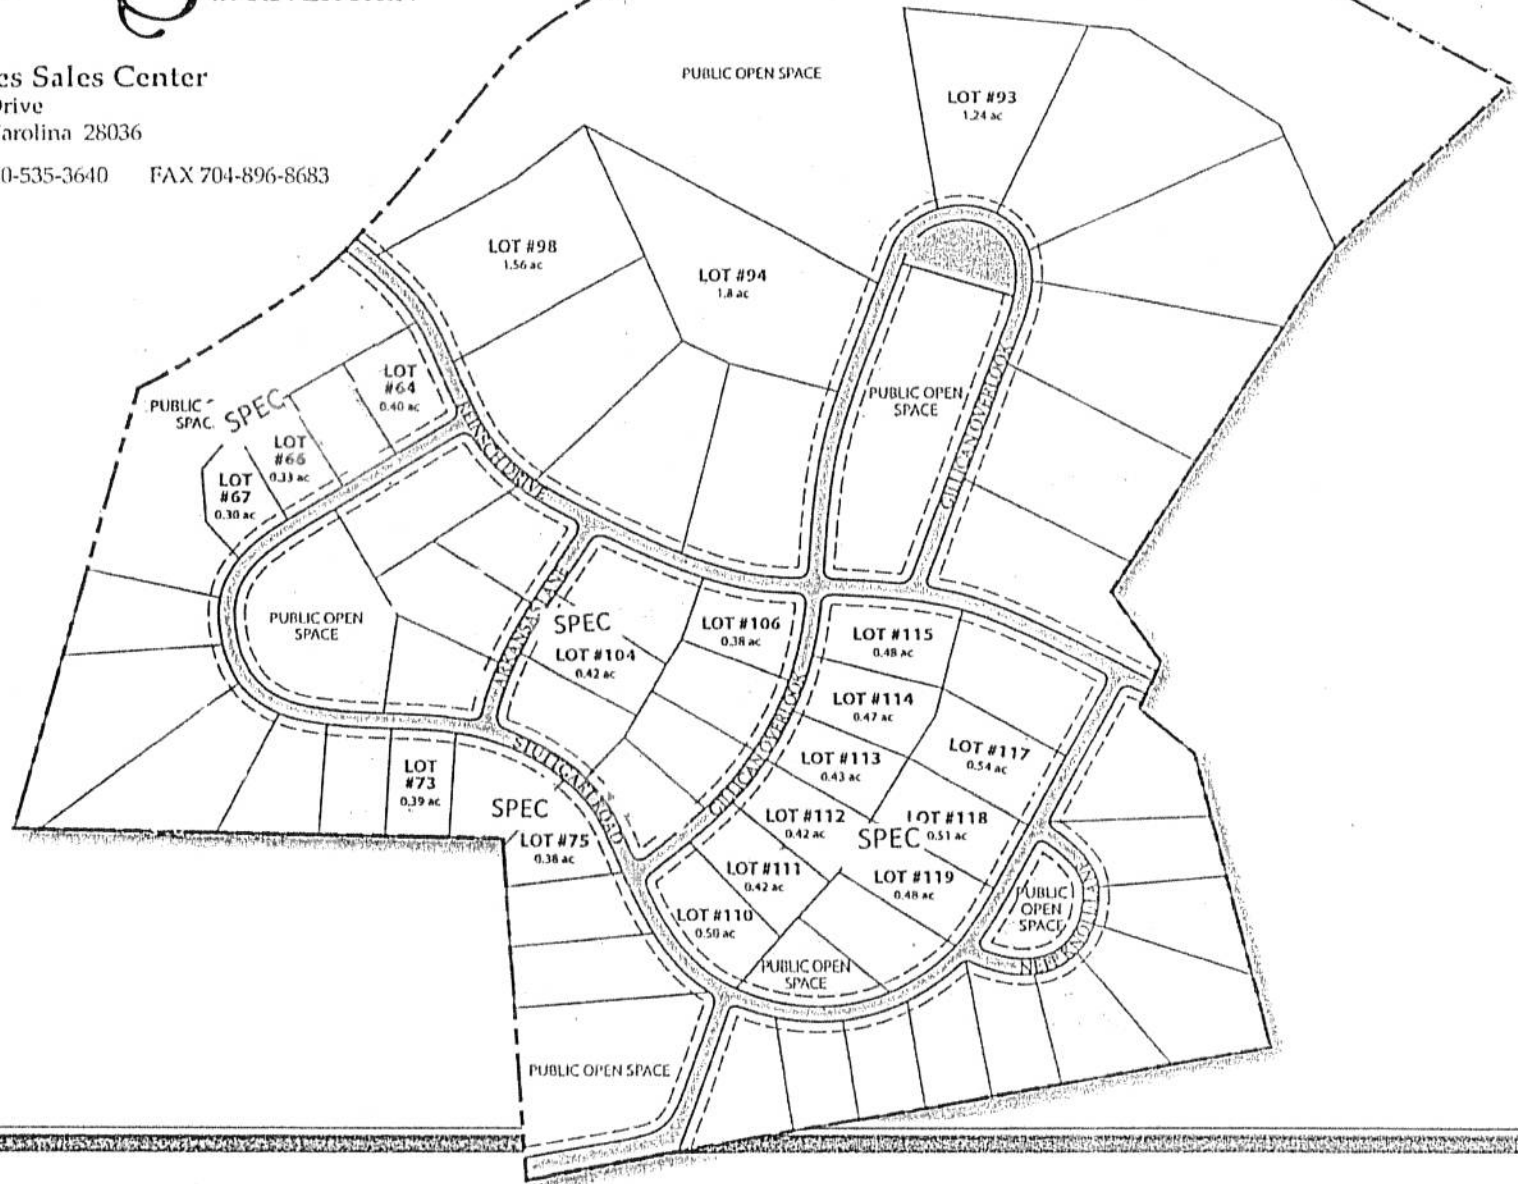 es Sales Center
Drive
arolina 28036
0-535-3640 FAX 704-896-8683
PUBLIC OPEN SPACE
LOT #93
1.24 ac
LOT #98
1.56 ac
LOT #94
1.8 ac
LOT
#64
0.40 ac
PUBLIC
SPAC
SPEC
LOT
#66
0.33 ac
LOT
#67
0.30 ac
REINSCH DRIVE
PUBLIC OPEN
SPACE
GILLICAN OVERLOOK
PUBLIC OPEN
SPACE
ARKANSAS LANE
SPEC
LOT #104
0.42 ac
LOT #106
0.38 ac
LOT #115
0.48 ac
LOT #114
0.47 ac
LOT #113
0.43 ac
LOT #117
0.54 ac
GILLICAN OVERLOOK
LOT #112
0.42 ac
LOT #118
0.51 ac
SPEC
LOT #111
0.42 ac
LOT #119
0.48 ac
LOT #110
0.50 ac
LOT
#73
0.39 ac
SPEC
STUTTGART ROAD
LOT #75
0.38 ac
PUBLIC
OPEN
SPACE
PUBLIC OPEN
SPACE
PUBLIC OPEN SPACE